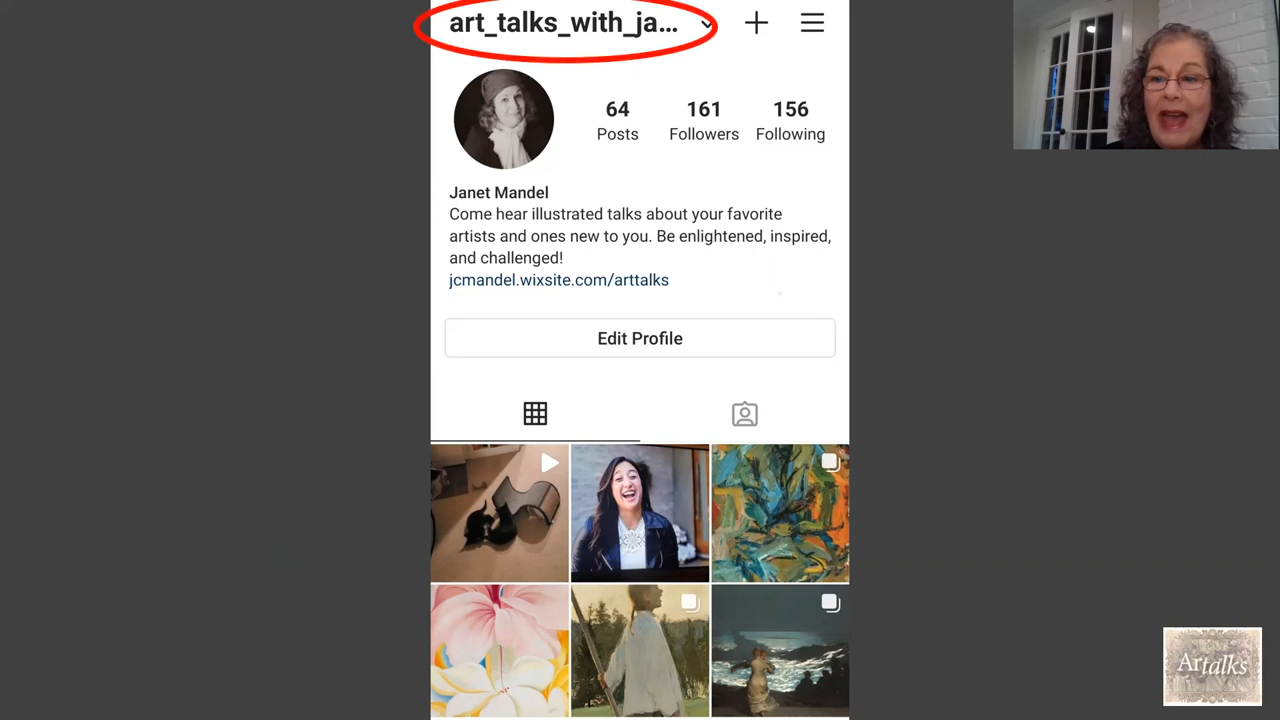 art_talks_with_ja...
64
161
156
Posts
Followers
Following
Janet Mandel
Come hear illustrated talks about your favorite
artists and ones new to you. Be enlightened, inspired,
and challenged!
jcmandel.wixsite.com/arttalks
Edit Profile
Artalks